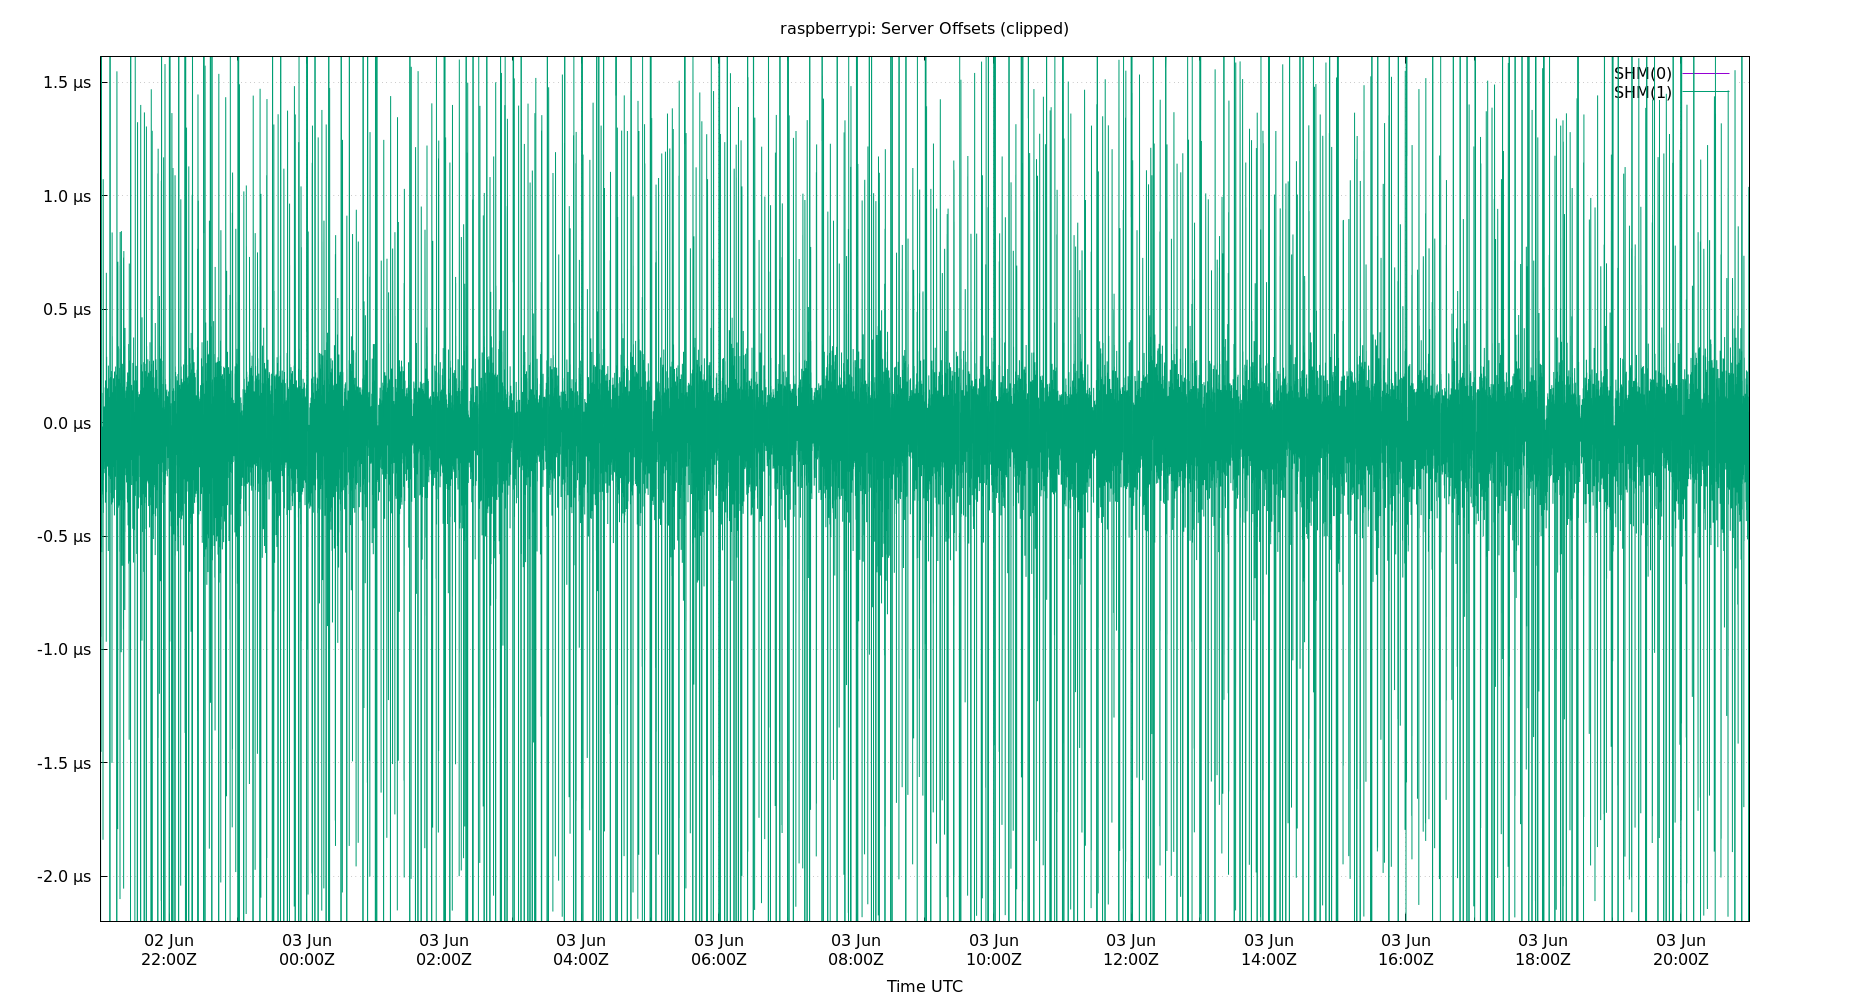 raspberrypi: Server Offsets (clipped)
SHM(0)
SHM(1)
1.5 µs
1.0 µs
0.5 µs
0.0 µs
-0.5 µs
-1.0 µs
-1.5 µs
-2.0 µs
02 Jun 03 Jun 03 Jun 03 Jun 03 Jun 03 Jun 03 Jun 03 Jun 03 Jun 03 Jun 03 Jun 03 Jun
22:00Z 00:00Z 02:00Z 04:00Z 06:00Z 08:00Z 10:00Z 12:00Z 14:00Z 16:00Z 18:00Z 20:00Z
Time UTC